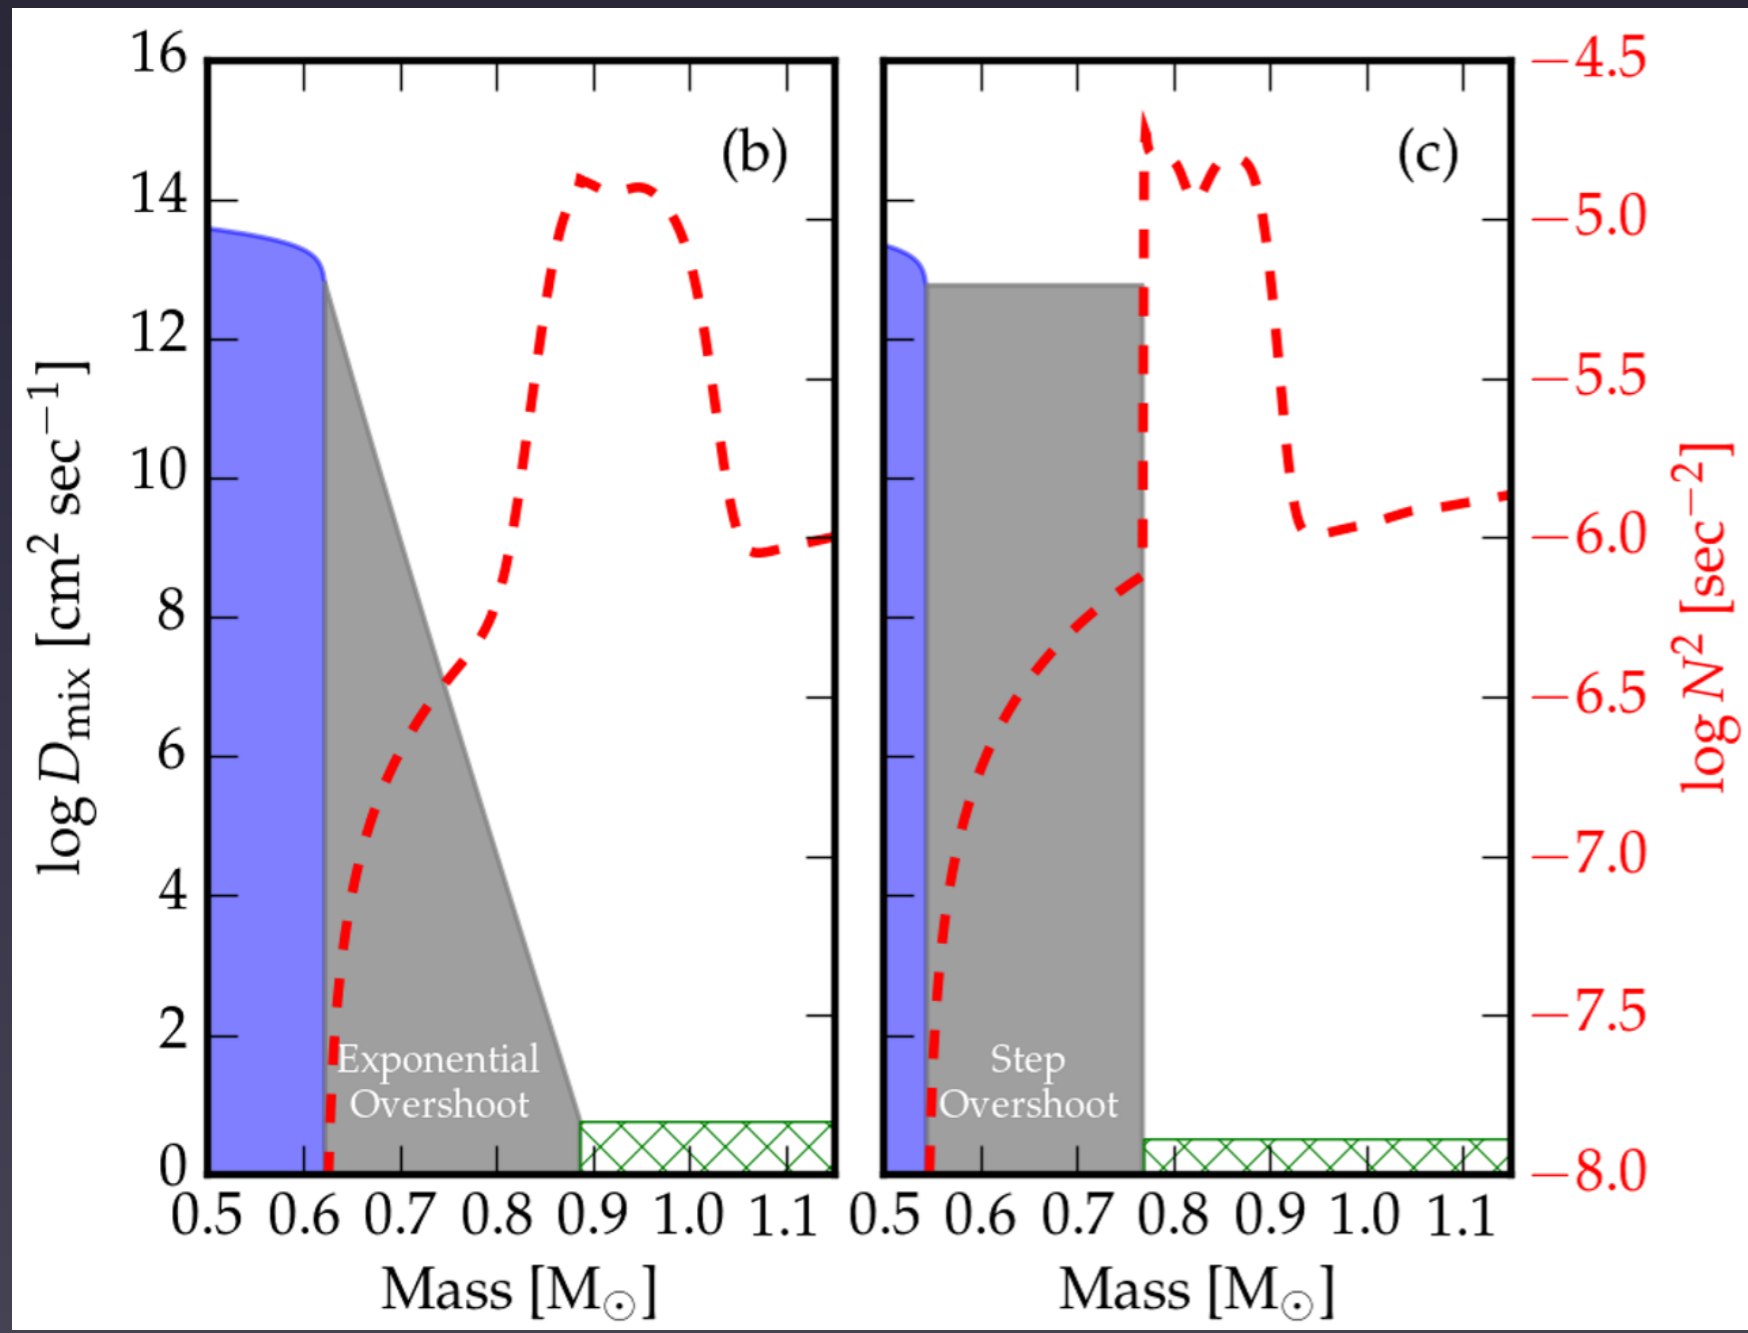 16
14
12
10
8
6
4
2
0
log D_mix [cm² sec⁻¹]
(b)
Exponential
Overshoot
0.5 0.6 0.7 0.8 0.9 1.0 1.1
Mass [M☉]
(c)
Step
Overshoot
0.5 0.6 0.7 0.8 0.9 1.0 1.1
Mass [M☉]
−4.5
−5.0
−5.5
−6.0
−6.5
−7.0
−7.5
−8.0
log N² [sec⁻²]